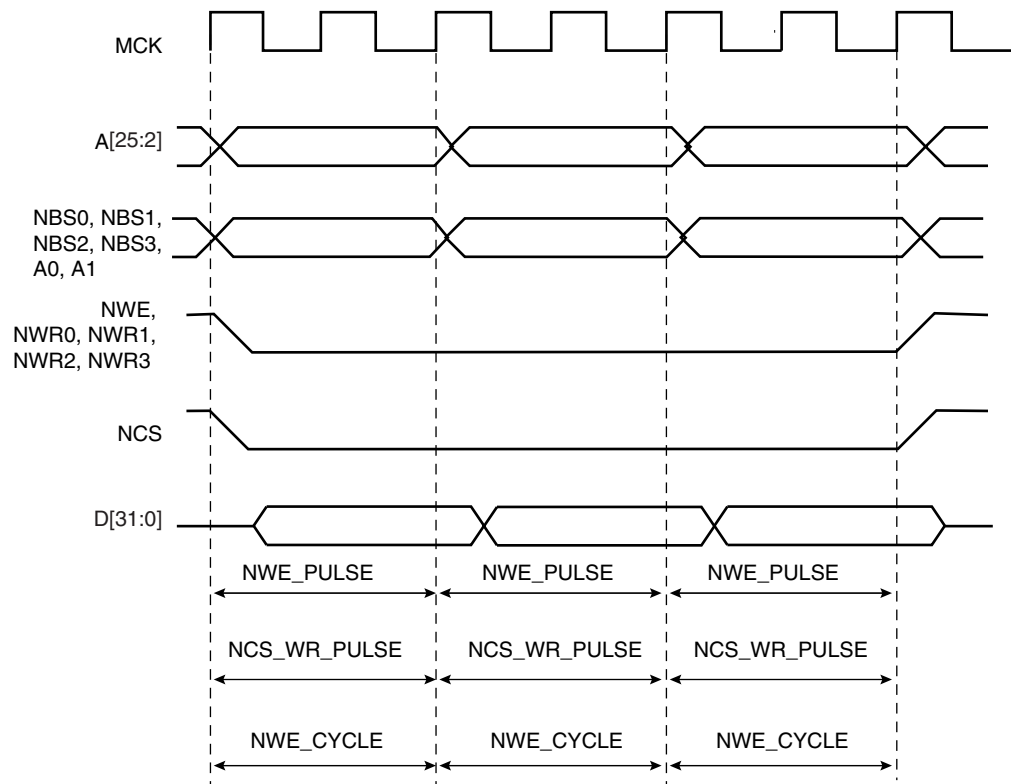 MCK
A[25:2]
NBS0, NBS1,
NBS2, NBS3,
A0, A1
NWE,
NWR0, NWR1,
NWR2, NWR3
NCS
D[31:0]
NWE_PULSE NWE_PULSE NWE_PULSE
NCS_WR_PULSE NCS_WR_PULSE NCS_WR_PULSE
NWE_CYCLE NWE_CYCLE NWE_CYCLE